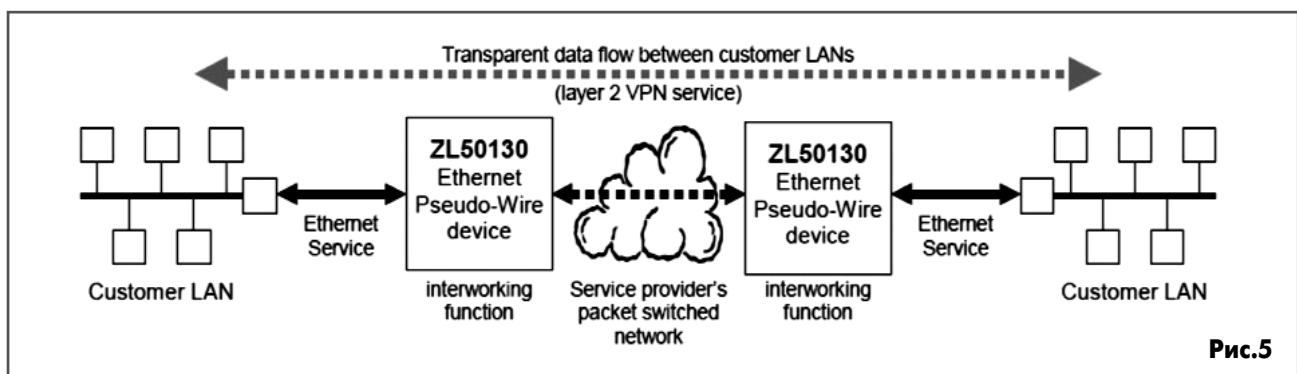 Transparent data flow between customer LANs
(layer 2 VPN service)
ZL50130
Ethernet
Pseudo-Wire
device
ZL50130
Ethernet
Pseudo-Wire
device
Ethernet
Service
Ethernet
Service
Customer LAN
interworking
function
Service provider's
packet switched
network
interworking
function
Customer LAN
Рис.5